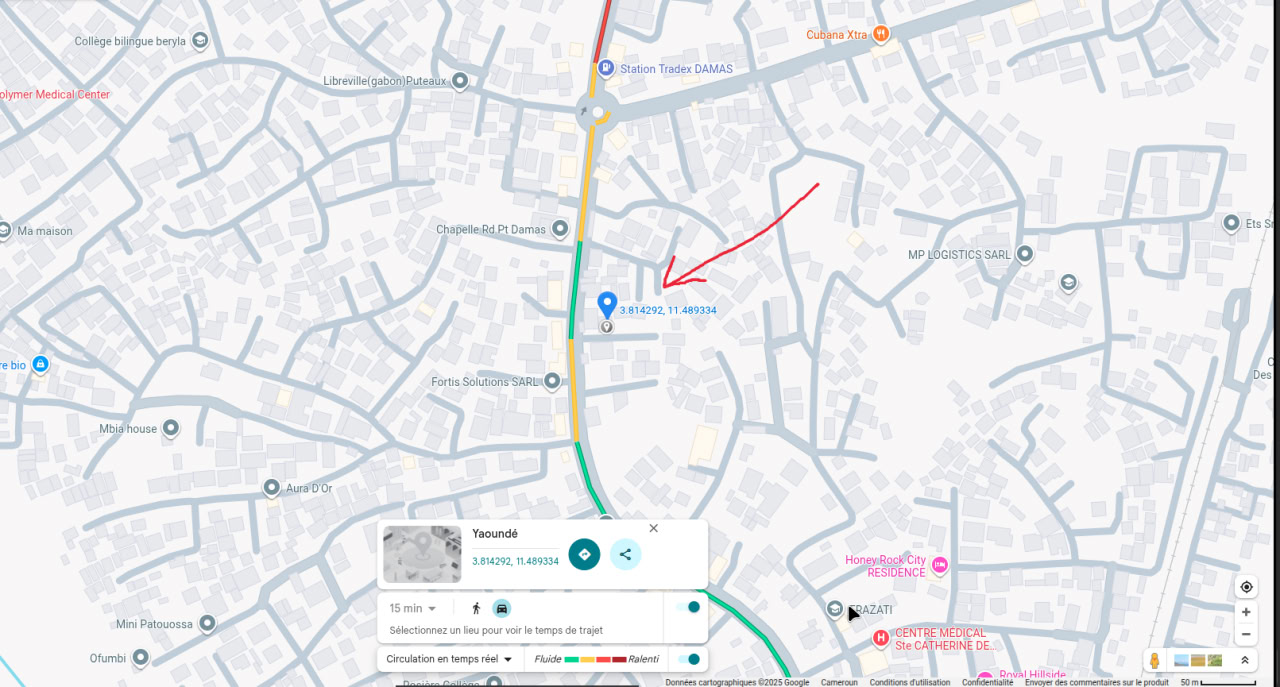 Cubana Xtra
Collège bilingue beryla
Station Tradex DAMAS
Libreville(gabon)Puteaux
olymer Medical Center
Ets S
Chapelle Rd Pt Damas
Ma maison
MP LOGISTICS SARL
3.814292, 11.489334
re bio
Des
Fortis Solutions SARL
Mbia house
Aura D'Or
Yaoundé
3.814292, 11.489334
Honey Rock City
RESIDENCE
15 min
ERAZATI
Mini Patouossa
Sélectionnez un lieu pour voir le temps de trajet
CENTRE MÉDICAL
Ste CATHERINE DE...
Ofumbi
Circulation en temps réel
Fluide
Ralenti
Royal Hillside
Rosière Collège
Données cartographiques ©2025 Google
Cameroun
Conditions d'utilisation
Confidentialité
Envoyer des commentaires sur le produit
50 m